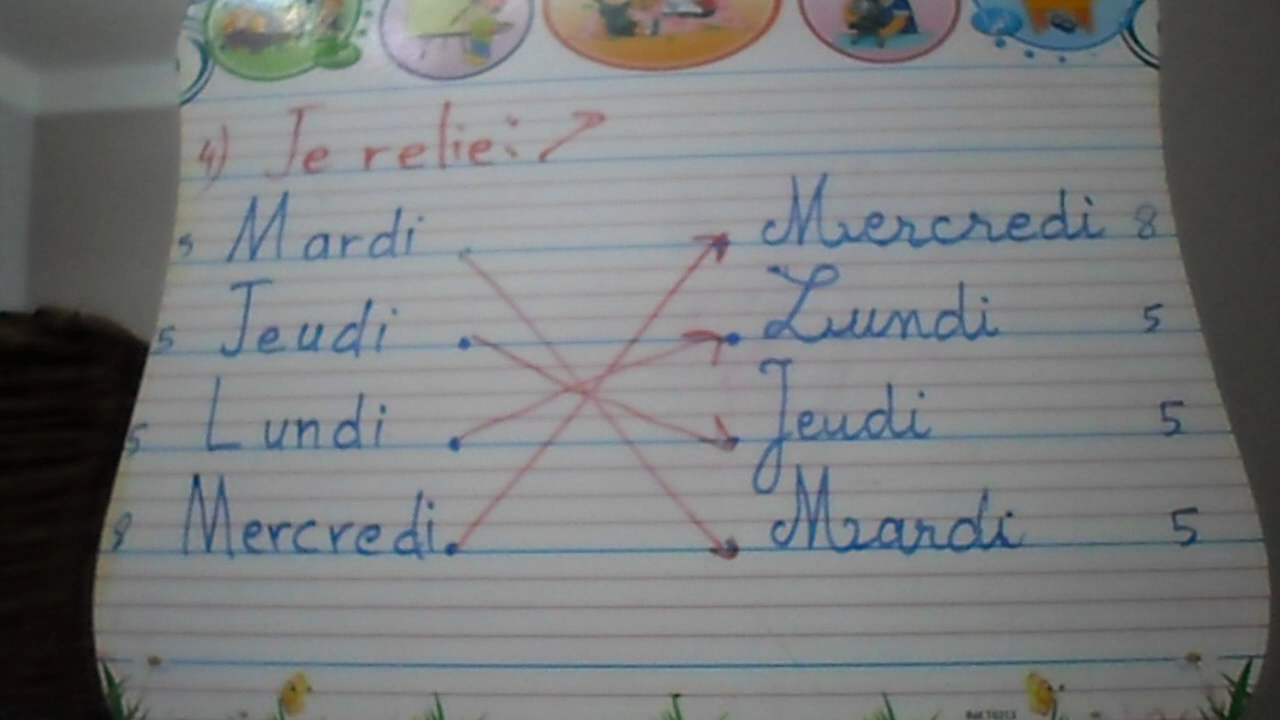 4) Je relie:
5 Mardi Mercredi 8
5 Jeudi Lundi 5
5 Lundi Jeudi 5
8 Mercredi Mardi 5